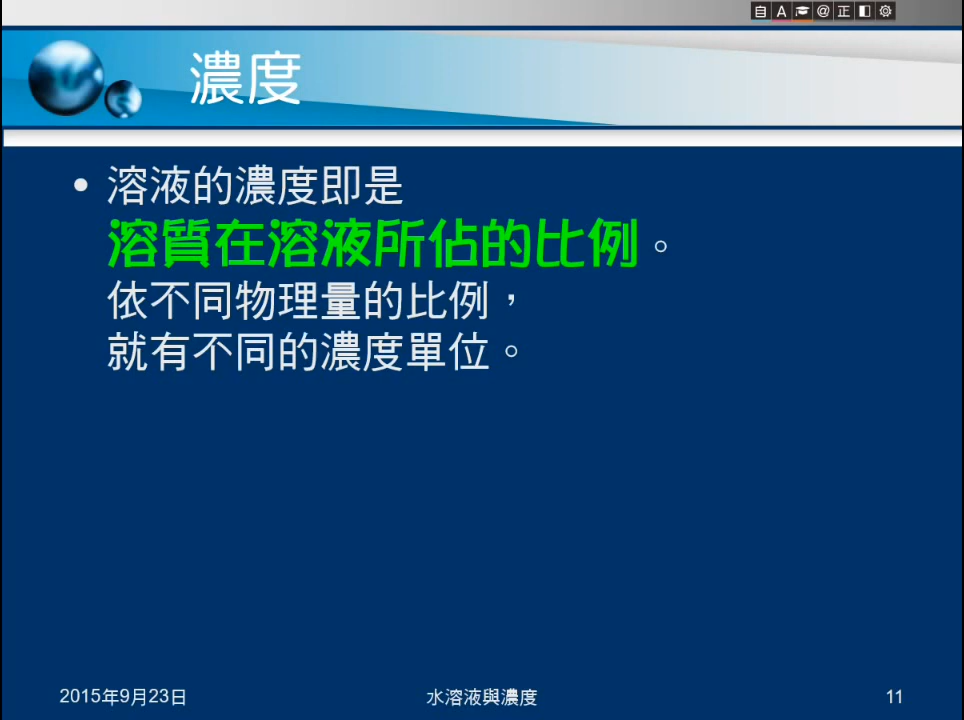 自 A @ 正
濃度
• 溶液的濃度即是
溶質在溶液所佔的比例。
依不同物理量的比例，
就有不同的濃度單位。
2015年9月23日
水溶液與濃度
11